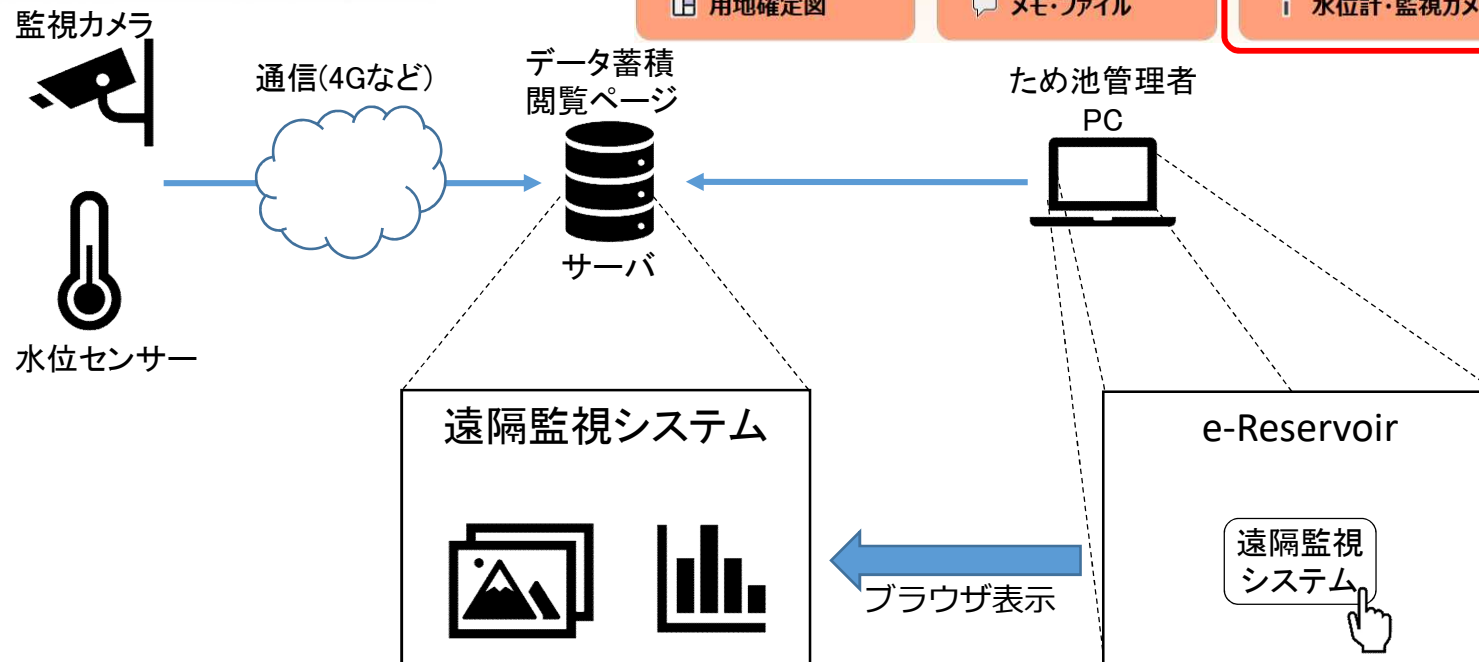 用地確定図
メモ・ファイル
水位計・監視カメ
監視カメラ
通信(4Gなど)
データ蓄積
閲覧ページ
ため池管理者
PC
サーバ
水位センサー
遠隔監視システム
e-Reservoir
遠隔監視
システム
ブラウザ表示